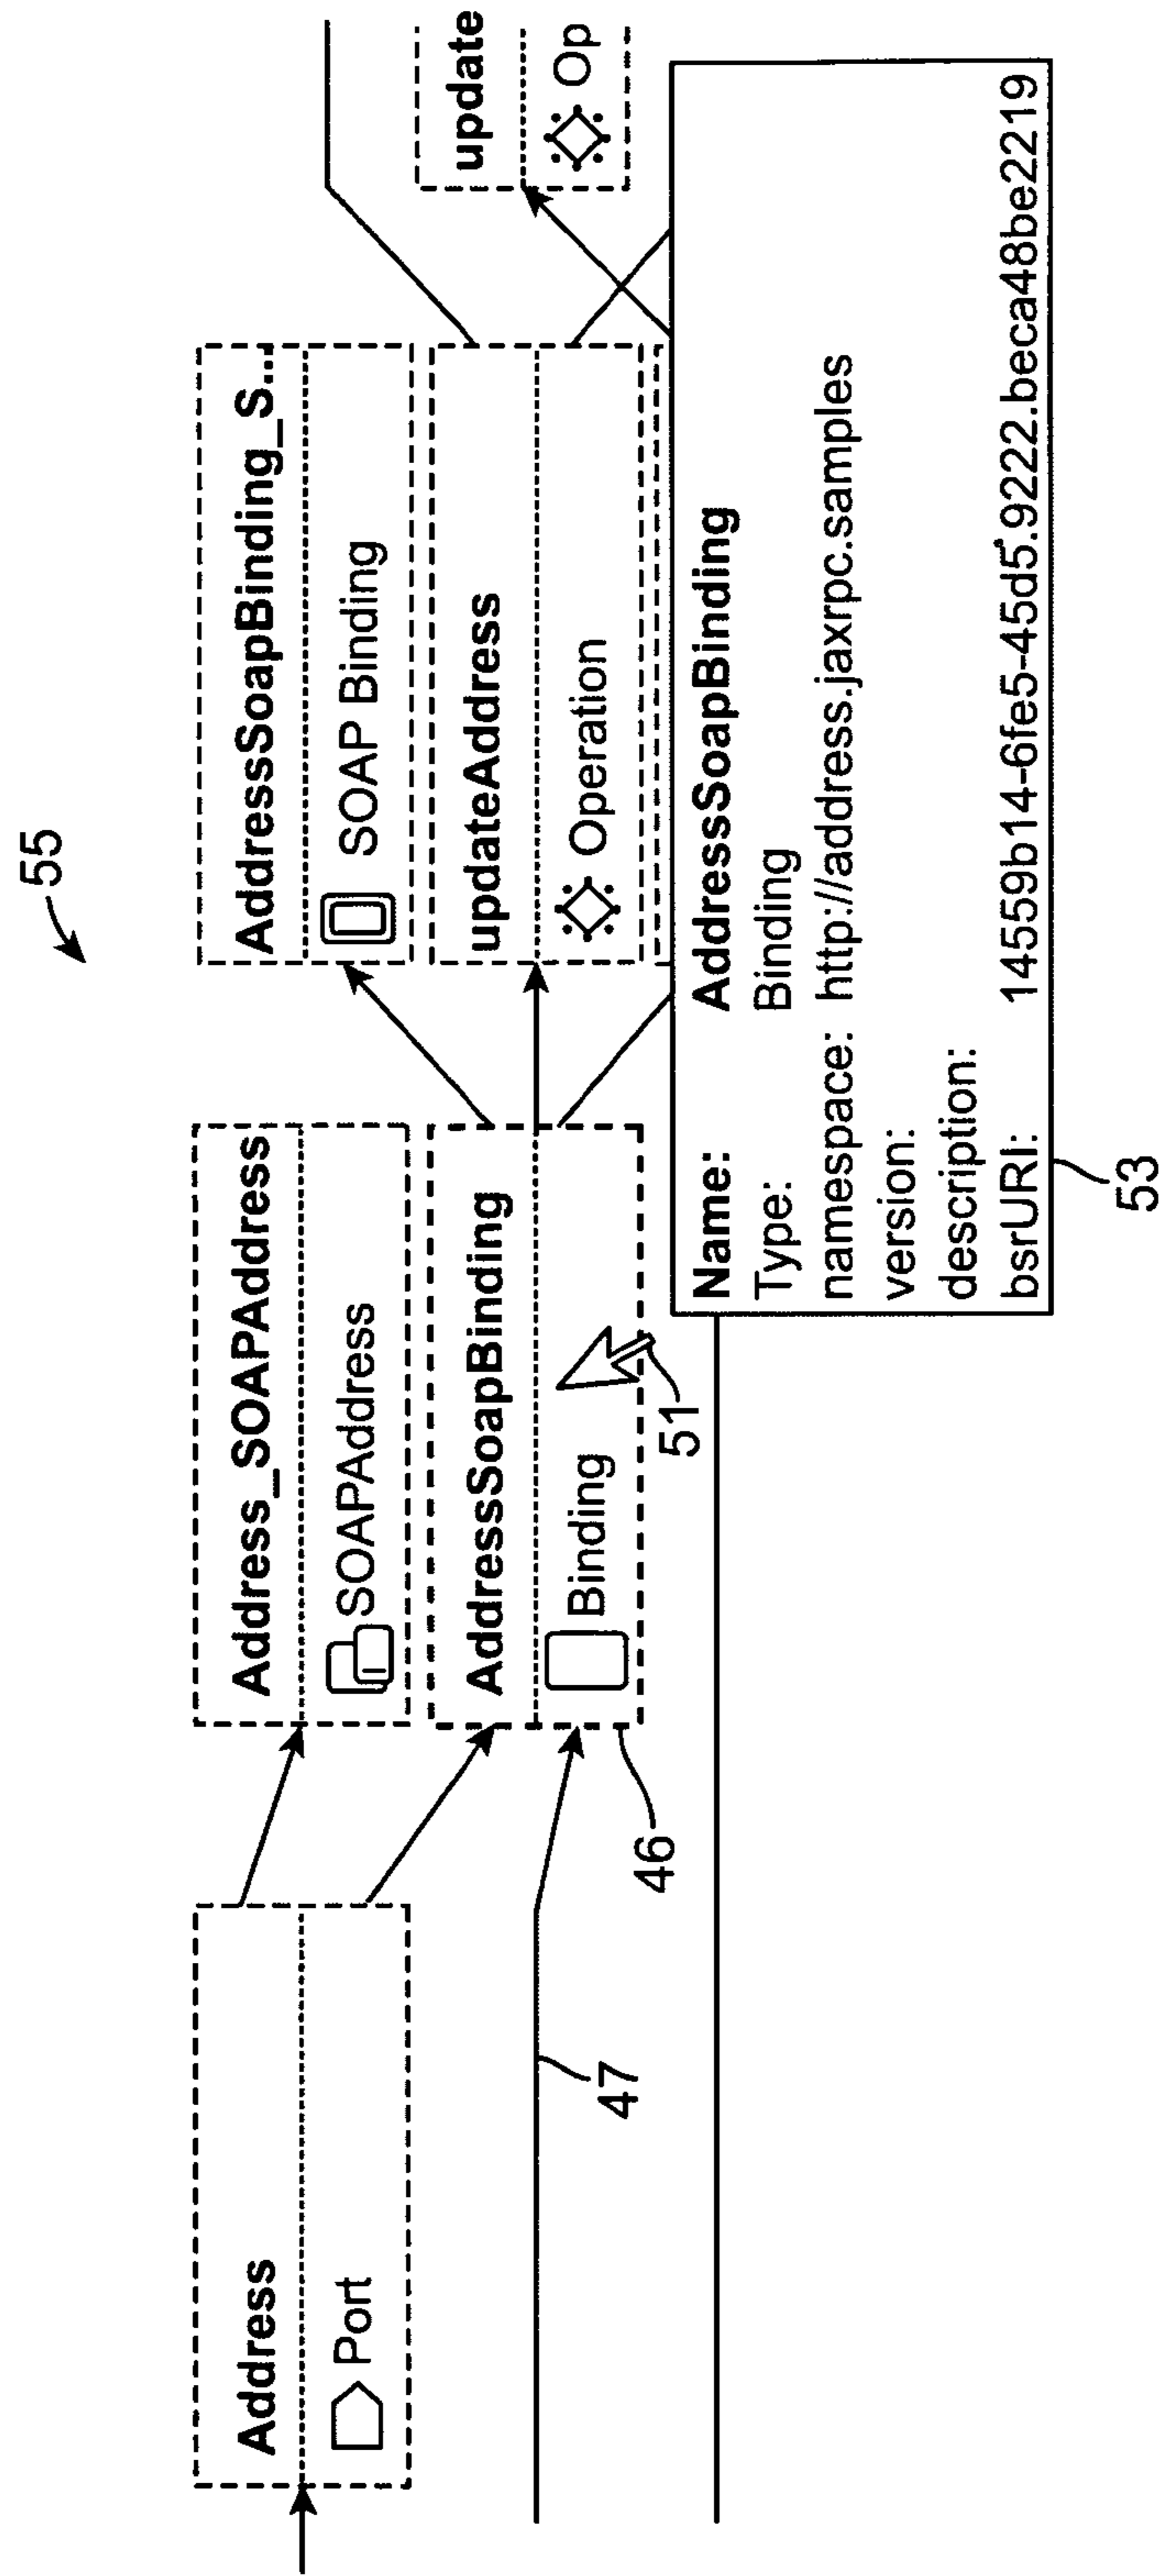 55
Address
Port
Address_SOAPAddress
SOAPAddress
AddressSoapBinding
Binding
AddressSoapBinding_S...
SOAP Binding
updateAddress
Operation
update
Op
47
46
51
Name: AddressSoapBinding
Type: Binding
namespace: http://address.jaxrpc.samples
version:
description:
bsrURI: 14559b14-6fe5-45d5.9222.beca48be2219
53